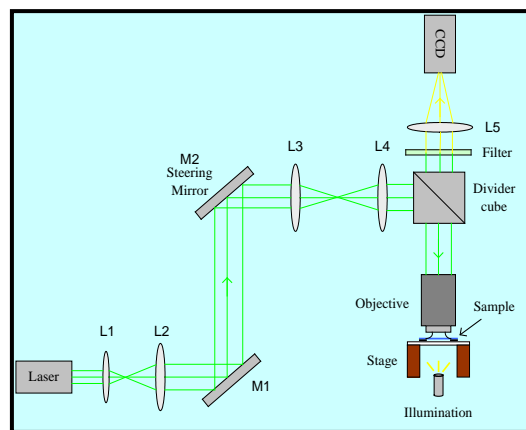 CCD
L5
Filter
L3
L4
M2
Steering
Mirror
Divider
cube
Objective
Sample
L1
L2
Stage
Laser
M1
Illumination